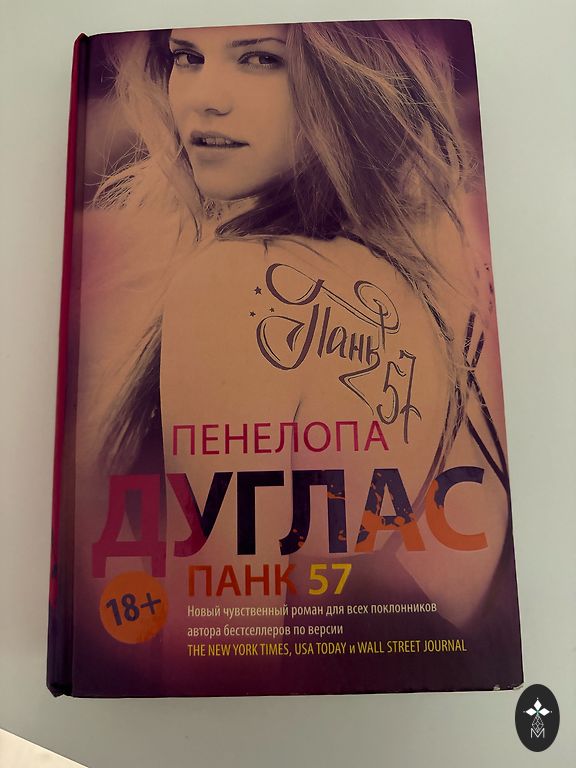 Панк
57
ПЕНЕЛОПА
ДУГЛАС
ПАНК 57
18+
Новый чувственный роман для всех поклонников
автора бестселлеров по версии
THE NEW YORK TIMES, USA TODAY и WALL STREET JOURNAL
M